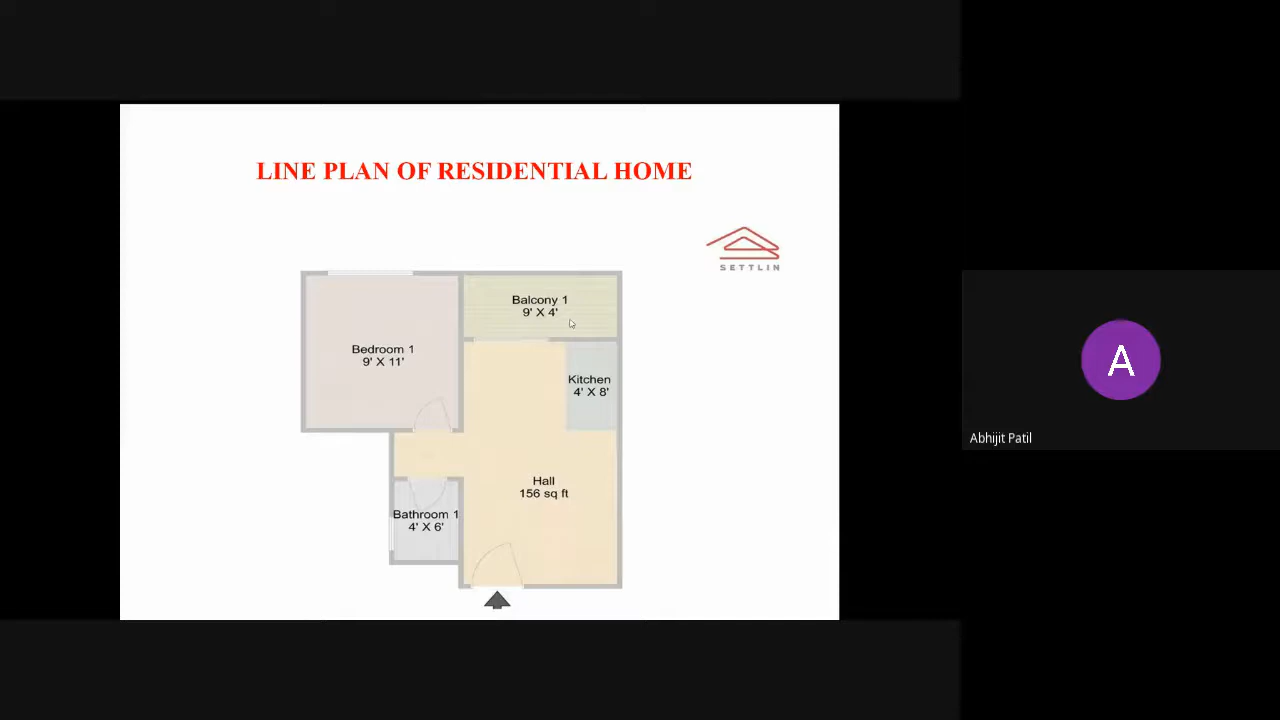 LINE PLAN OF RESIDENTIAL HOME
SETTLIN
Balcony 1
9' X 4'
Bedroom 1
9' X 11'
Kitchen
4' X 8'
A
Abhijit Patil
Hall
156 sq ft
Bathroom 1
4' X 6'